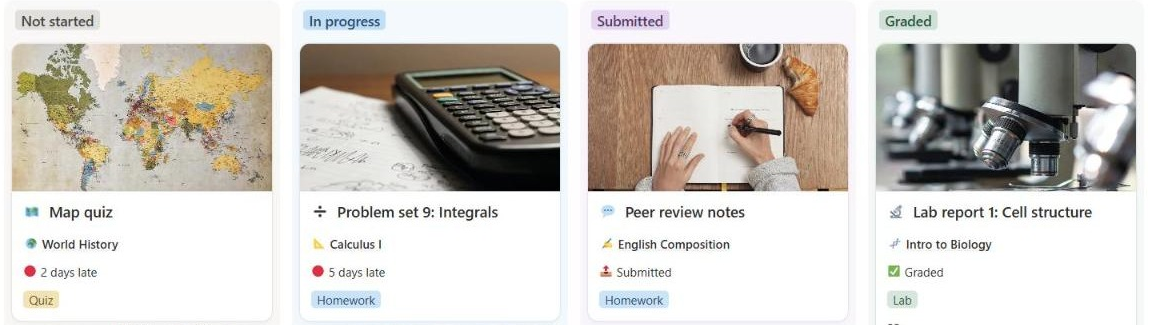 Not started
Map quiz
World History
2 days late
Quiz
In progress
Problem set 9: Integrals
Calculus I
5 days late
Homework
Submitted
Peer review notes
English Composition
Submitted
Homework
Graded
Lab report 1: Cell structure
Intro to Biology
Graded
Lab